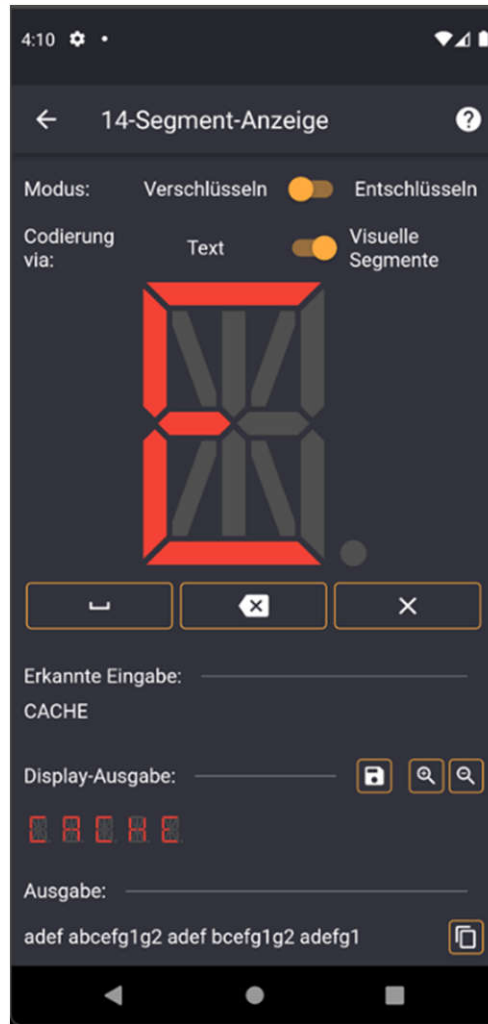 4:10
14-Segment-Anzeige
Modus: Verschlüsseln Entschlüsseln
Codierung via: Text Visuelle Segmente
Erkannte Eingabe:
CACHE
Display-Ausgabe:
C A C H E
Ausgabe:
adef abcefg1g2 adef bcefg1g2 adefg1